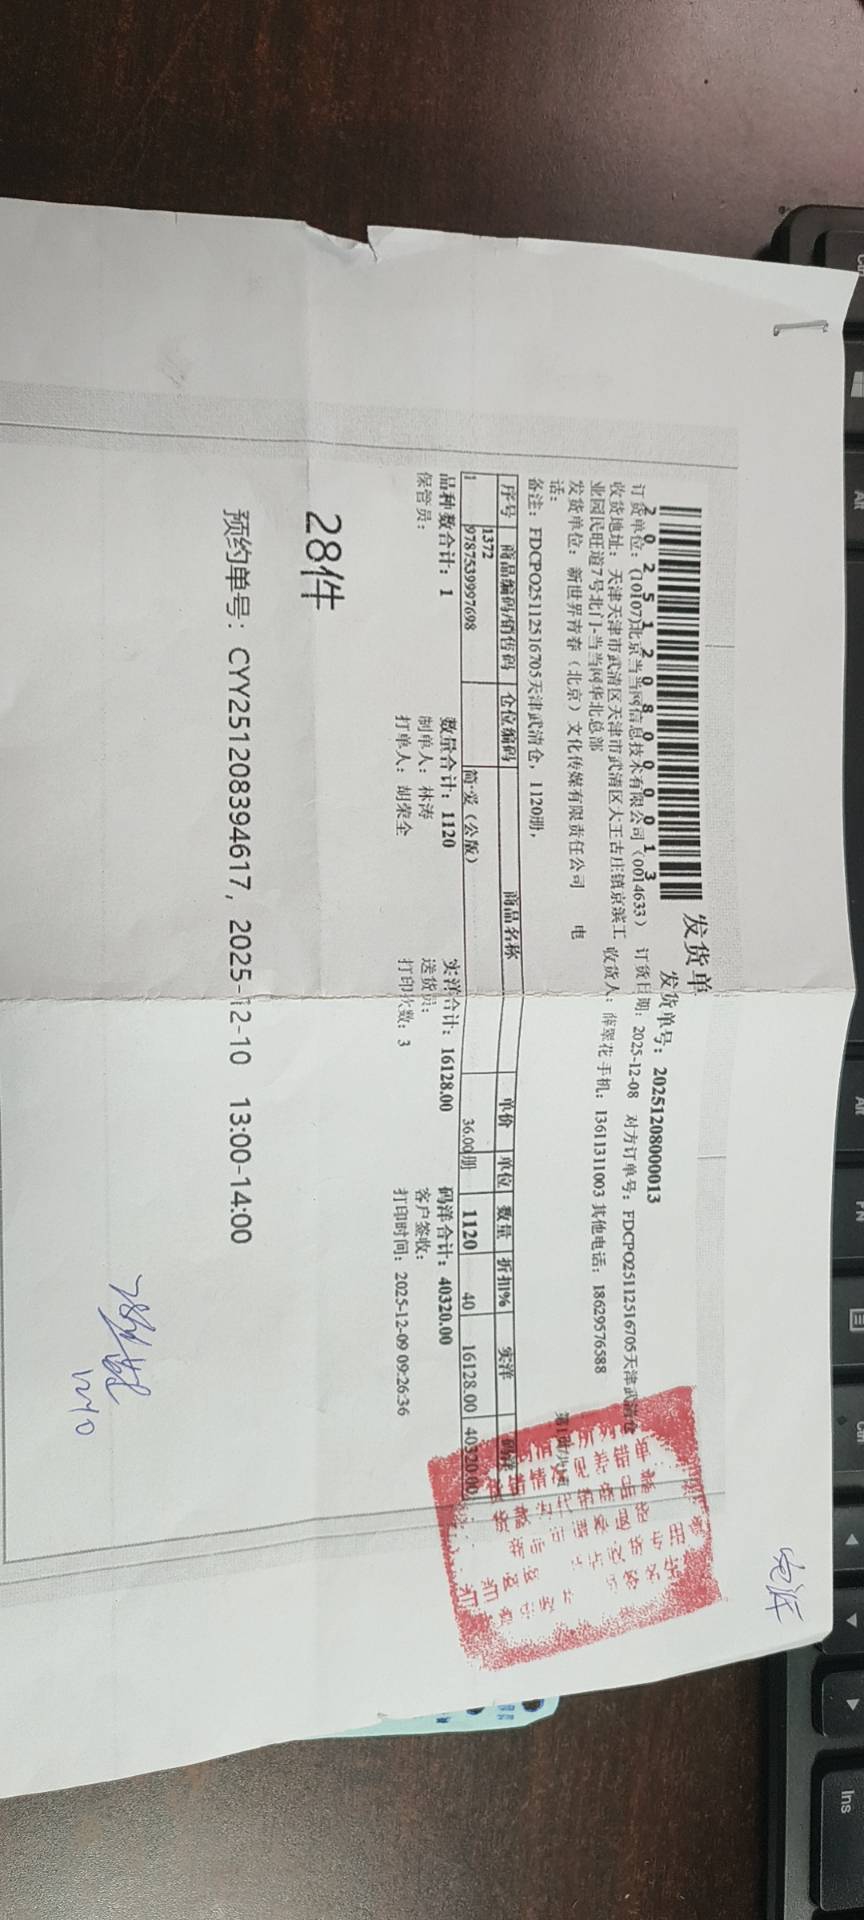 发货单
发货单号：20251208000013
20251208000013
订货单位：(10107)北京当当网信息技术有限公司（0014633） 订货日期：2025-12-08 对方订单号：FDCPO25112516705天津武清仓
收货地址：天津天津市武清区天津市武清区大王古庄镇京滨工业园民旺道7号北门-当当网华北总部 收货人：薛翠花 手机：13611311003 其他电话：18629576588
发货单位：新世界青春（北京）文化传媒有限责任公司 电话：
备注：FDCPO25112516705天津武清仓，1120册，
序号 商品编码/销售码 仓位编码 商品名称 单价 单位 数量 折扣% 实洋 码洋
1 1372 9787539997698 简·爱（公版） 36.00 册 1120 40 16128.00 40320.00
品种数合计：1 数量合计：1120 实洋合计：16128.00 码洋合计：40320.00
保管员： 制单人：林涛 送货员： 客户签收：
打单人：胡荣全 打印次数：3 打印时间：2025-12-09 09:26:36
28件
预约单号：CYY251208394617，2025-12-10 13:00-14:00
12/10
Ins